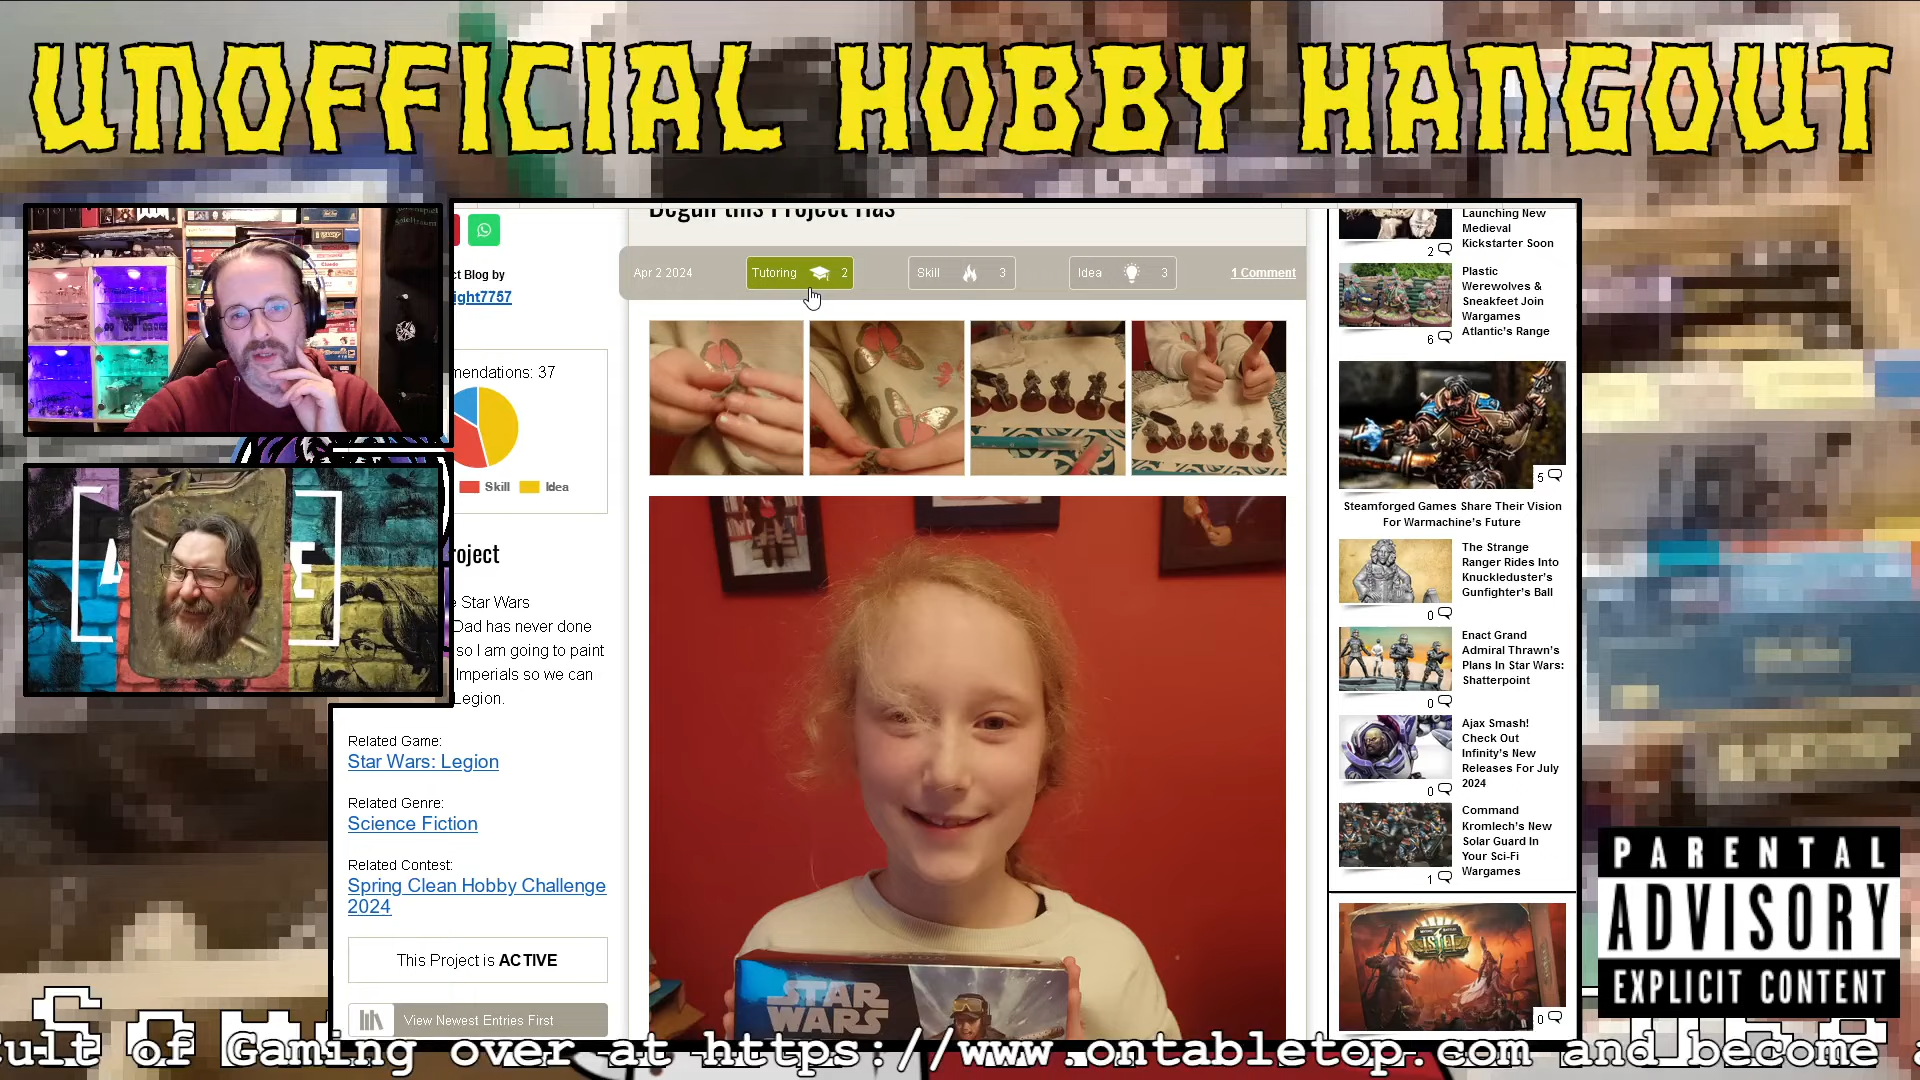 UNOFFICIAL HOBBY HANGOUT
Begun this Project Has
Apr 2 2024
Tutoring 2
Skill 3
Idea 3
1 Comment
ct Blog by
ight7757
mendations: 37
Skill
Idea
roject
e Star Wars
Dad has never done
so I am going to paint
Imperials so we can
Legion.
Related Game:
Star Wars: Legion
Related Genre:
Science Fiction
Related Contest:
Spring Clean Hobby Challenge
2024
This Project is ACTIVE
View Newest Entries First
STAR
WARS
Launching New
Medieval
Kickstarter Soon
2
Plastic
Werewolves &
Sneakfeet Join
Wargames
Atlantic's Range
6
5
Steamforged Games Share Their Vision
For Warmachine's Future
The Strange
Ranger Rides Into
Knuckleduster's
Gunfighter's Ball
0
Enact Grand
Admiral Thrawn's
Plans In Star Wars:
Shatterpoint
0
Ajax Smash!
Check Out
Infinity's New
Releases For July
2024
0
Command
Kromlech's New
Solar Guard In
Your Sci-Fi
Wargames
1
0
PARENTAL
ADVISORY
EXPLICIT CONTENT
Cult of Gaming over at https://www.ontabletop.com and become a